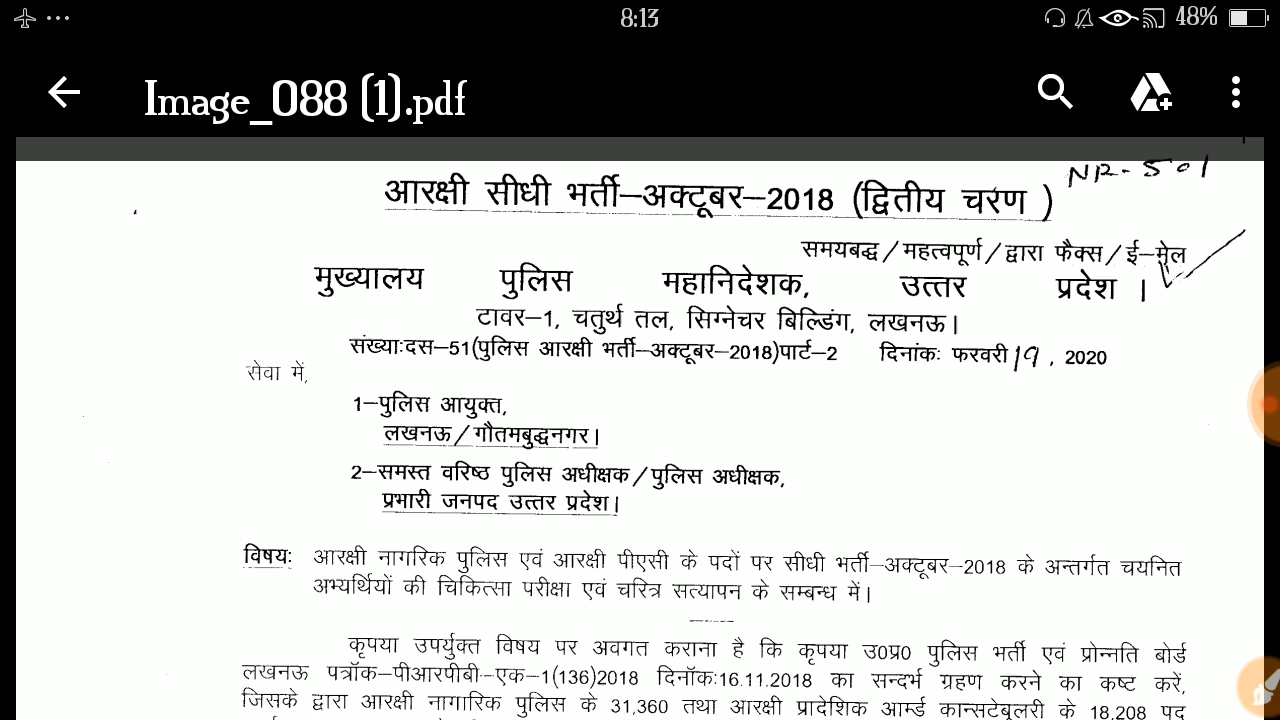 8:13
48%
Image_088 (1).pdf
NR-501
आरक्षी सीधी भर्ती–अक्टूबर–2018 (द्वितीय चरण )
समयबद्ध/महत्वपूर्ण/द्वारा फैक्स/ई–मेल
मुख्यालय पुलिस महानिदेशक, उत्तर प्रदेश ।
टावर–1, चतुर्थ तल, सिग्नेचर बिल्डिंग, लखनऊ।
संख्याःदस–51(पुलिस आरक्षी भर्ती–अक्टूबर–2018)पार्ट–2 दिनांकः फरवरी 19 , 2020
सेवा में,
1–पुलिस आयुक्त,
लखनऊ/गौतमबुद्धनगर।
2–समस्त वरिष्ठ पुलिस अधीक्षक/पुलिस अधीक्षक,
प्रभारी जनपद उत्तर प्रदेश।
विषयः आरक्षी नागरिक पुलिस एवं आरक्षी पीएसी के पदों पर सीधी भर्ती–अक्टूबर–2018 के अन्तर्गत चयनित
अभ्यर्थियों की चिकित्सा परीक्षा एवं चरित्र सत्यापन के सम्बन्ध में।
कृपया उपर्युक्त विषय पर अवगत कराना है कि कृपया उ0प्र0 पुलिस भर्ती एवं प्रोन्नति बोर्ड
लखनऊ पत्रॉक–पीआरपीबी–एक–1(136)2018 दिनॉकः16.11.2018 का सन्दर्भ ग्रहण करने का कष्ट करें,
जिसके द्वारा आरक्षी नागारिक पुलिस के 31,360 तथा आरक्षी प्रादेशिक आर्म्ड कान्सटेबुलरी के 18,208 पद